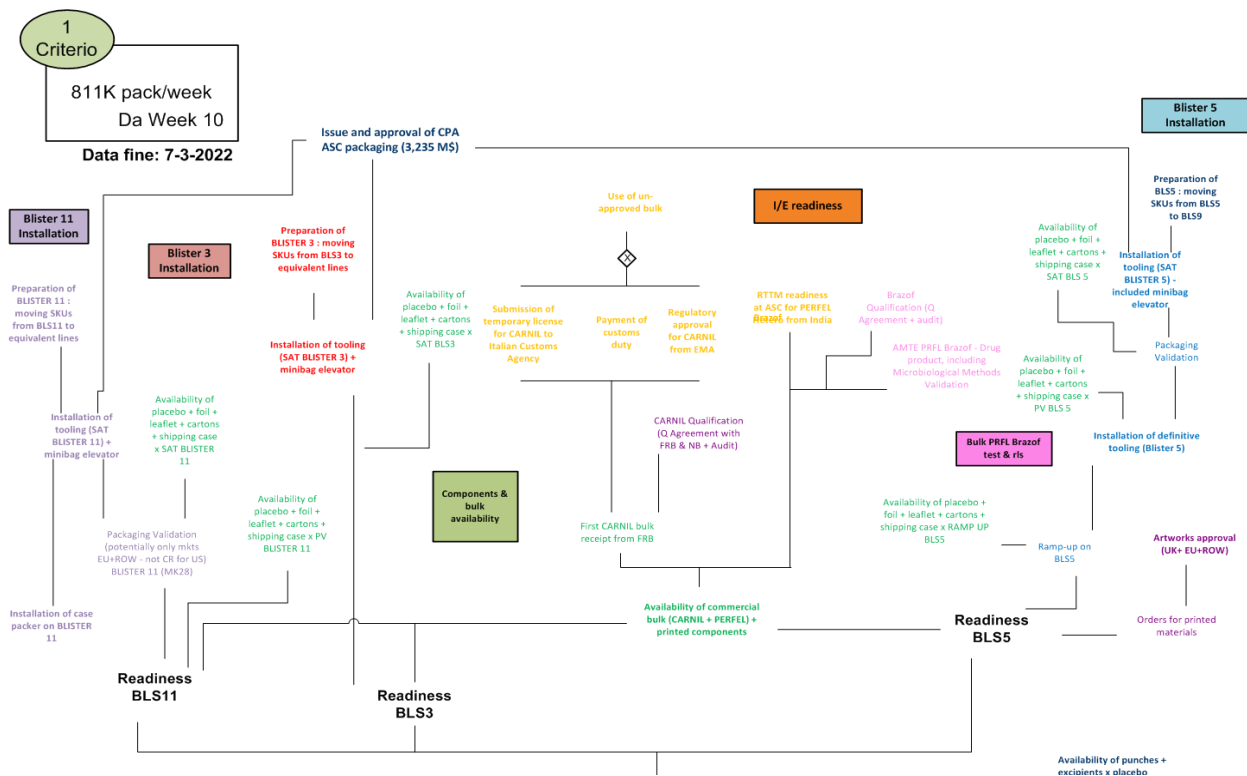 1
Criterio
811K pack/week
Da Week 10
Data fine: 7-3-2022
Issue and approval of CPA
ASC packaging (3,235 M$)
Blister 5
Installation
Blister 11
Installation
Blister 3
Installation
Preparation of
BLISTER 3 : moving
SKUs from BLS3 to
equivalent lines
Use of un-
approved bulk
X
I/E readiness
Preparation of
BLS5 : moving
SKUs from BLS5
to BLS9
Availability of
placebo + foil +
leaflet + cartons +
shipping case x
SAT BLS 5
Installation of
tooling (SAT
BLISTER 5) -
included minibag
elevator
Preparation of
BLISTER 11 :
moving SKUs
from BLS11 to
equivalent lines
Availability of
placebo + foil +
leaflet + cartons
+ shipping case x
SAT BLS3
Installation of tooling
(SAT BLISTER 3) +
minibag elevator
Submission of
temporary license
for CARNIL to
Italian Customs
Agency
Payment of
customs
duty
Regulatory
approval
for CARNIL
from EMA
RTTM readiness
at ASC for PERFEL
Brazof
from India
Brazof
Qualification (Q
Agreement + audit)
AMTE PRFL Brazof - Drug
product, including
Microbiological Methods
Validation
Packaging
Validation
Availability of
placebo + foil +
leaflet + cartons
+ shipping case x
PV BLS 5
Installation of
tooling (SAT
BLISTER 11) +
minibag elevator
Availability of
placebo + foil +
leaflet + cartons
+ shipping case
x SAT BLISTER
11
CARNIL Qualification
(Q Agreement with
FRB & NB + Audit)
Bulk PRFL Brazof
test & rls
Installation of definitive
tooling (Blister 5)
Components &
bulk
availability
Availability of
placebo + foil +
leaflet + cartons +
shipping case x PV
BLISTER 11
Packaging Validation
(potentially only mkts
EU+ROW - not CR for US)
BLISTER 11 (MK28)
First CARNIL bulk
receipt from FRB
Availability of placebo +
foil + leaflet + cartons +
shipping case x RAMP UP
BLS5
Ramp-up on
BLS5
Artworks approval
(UK+ EU+ROW)
Installation of case
packer on BLISTER
11
Availability of commercial
bulk (CARNIL + PERFEL) +
printed components
Readiness
BLS5
Orders for printed
materials
Readiness
BLS11
Readiness
BLS3
Availability of punches +
excipients x placebo